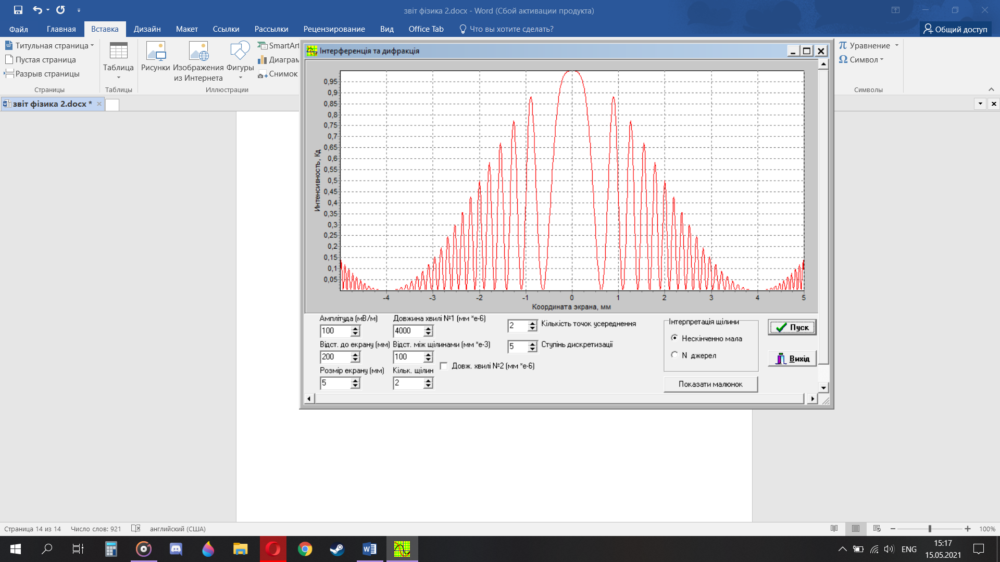 звіт фізика 2.docx - Word (Сбой активации продукта)
Файл Главная Вставка Дизайн Макет Ссылки Рассылки Рецензирование Вид Office Tab Что вы хотите сделать? Общий доступ
Титульная страница
Пустая страница
Разрыв страницы
Страницы
Таблица
Таблицы
Рисунки
Изображения из Интернета
Фигуры
SmartArt
Диаграм
Снимок
Иллюстрации
Уравнение
Символ
Символы
звіт фізика 2.docx *
Інтерференція та дифракція
Интенсивность, Кд
0,95
0,9
0,85
0,8
0,75
0,7
0,65
0,6
0,55
0,5
0,45
0,4
0,35
0,3
0,25
0,2
0,15
0,1
0,05
-4 -3 -2 -1 0 1 2 3 4 5
Координата экрана, мм
Амплітуда (мВ/м)
100
Довжина хвилі №1 (мм *е-6)
4000
2
Кількість точок усереднення
Відст. до екрану (мм)
200
Відст. між щілинами (мм *е-3)
100
5
Ступінь дискретизації
Розмір екрану (мм)
5
Кільк. щілин
2
Довж. хвилі №2 (мм *е-6)
Інтерпретація щілини
Нескінченно мала
N джерел
Показати малюнок
Пуск
Вихід
Страница 14 из 14 Число слов: 921 английский (США) 100%
ENG
15:17
15.05.2021